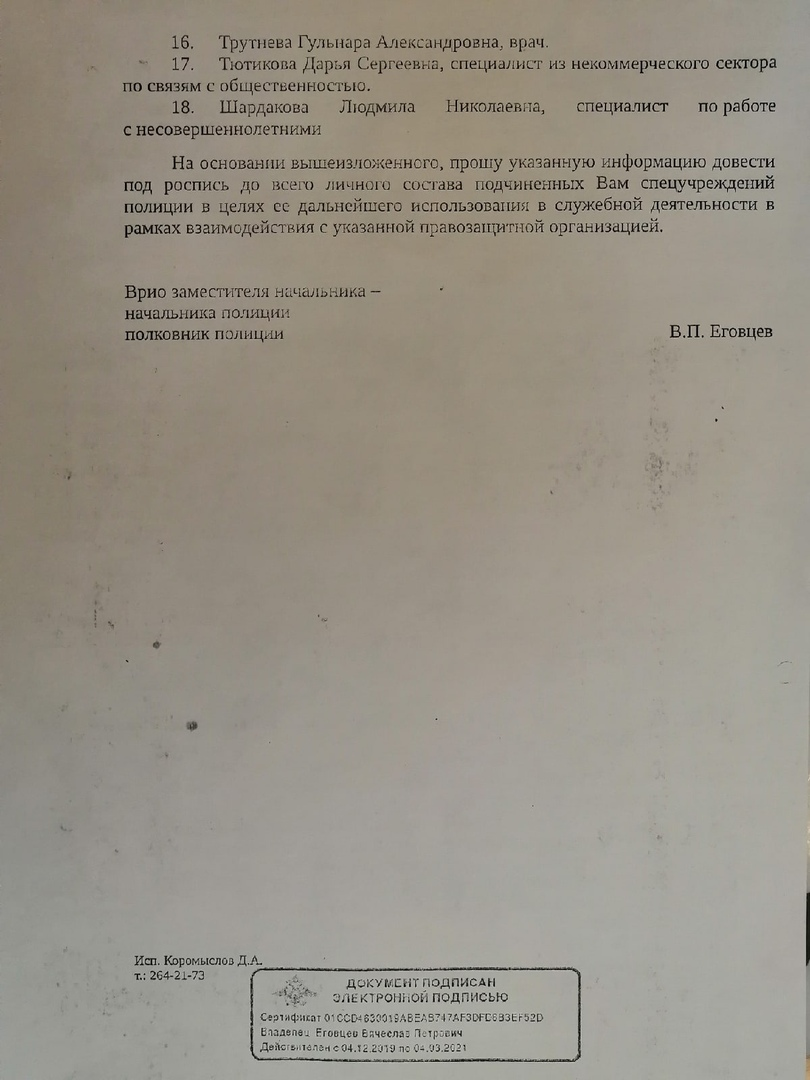 16. Трутнева Гульнара Александровна, врач.
17. Тютикова Дарья Сергеевна, специалист из некоммерческого сектора
по связям с общественностью.
18. Шардакова Людмила Николаевна, специалист по работе
с несовершеннолетними
На основании вышеизложенного, прошу указанную информацию довести
под роспись до всего личного состава подчиненных Вам спецучреждений
полиции в целях ее дальнейшего использования в служебной деятельности в
рамках взаимодействия с указанной правозащитной организацией.
Врио заместителя начальника –
начальника полиции
полковник полиции В.П. Еговцев
Исп. Коромыслов Д.А.
т.: 264-21-73
ДОКУМЕНТ ПОДПИСАН
ЭЛЕКТРОННОЙ ПОДПИСЬЮ
Сертификат
Владелец Еговцев Вячеслав Петрович
Действителен с 04.12.2019 по 04.03.2021